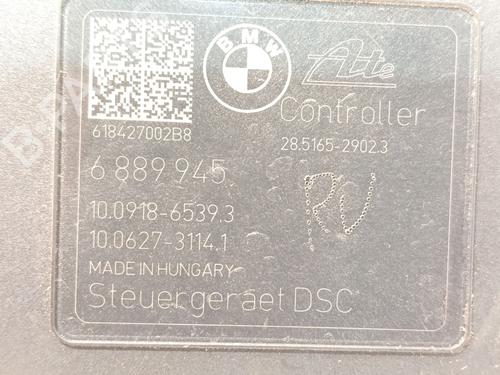 BMW
Ate
Controller
618427002B8
28.5165-2902.3
6 889 945
RV
10.0918-6539.3
10.0627-3114.1
MADE IN HUNGARY
Steuergeraet DSC